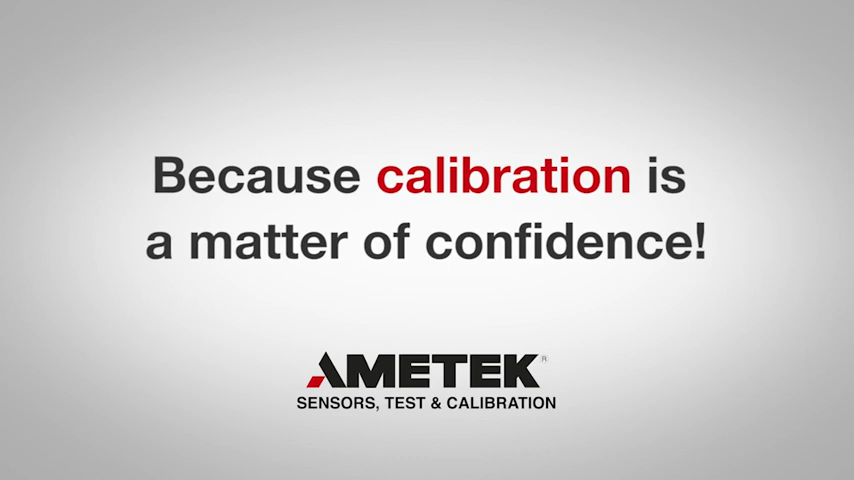 Because calibration is
a matter of confidence!
AMETEK®
SENSORS, TEST & CALIBRATION